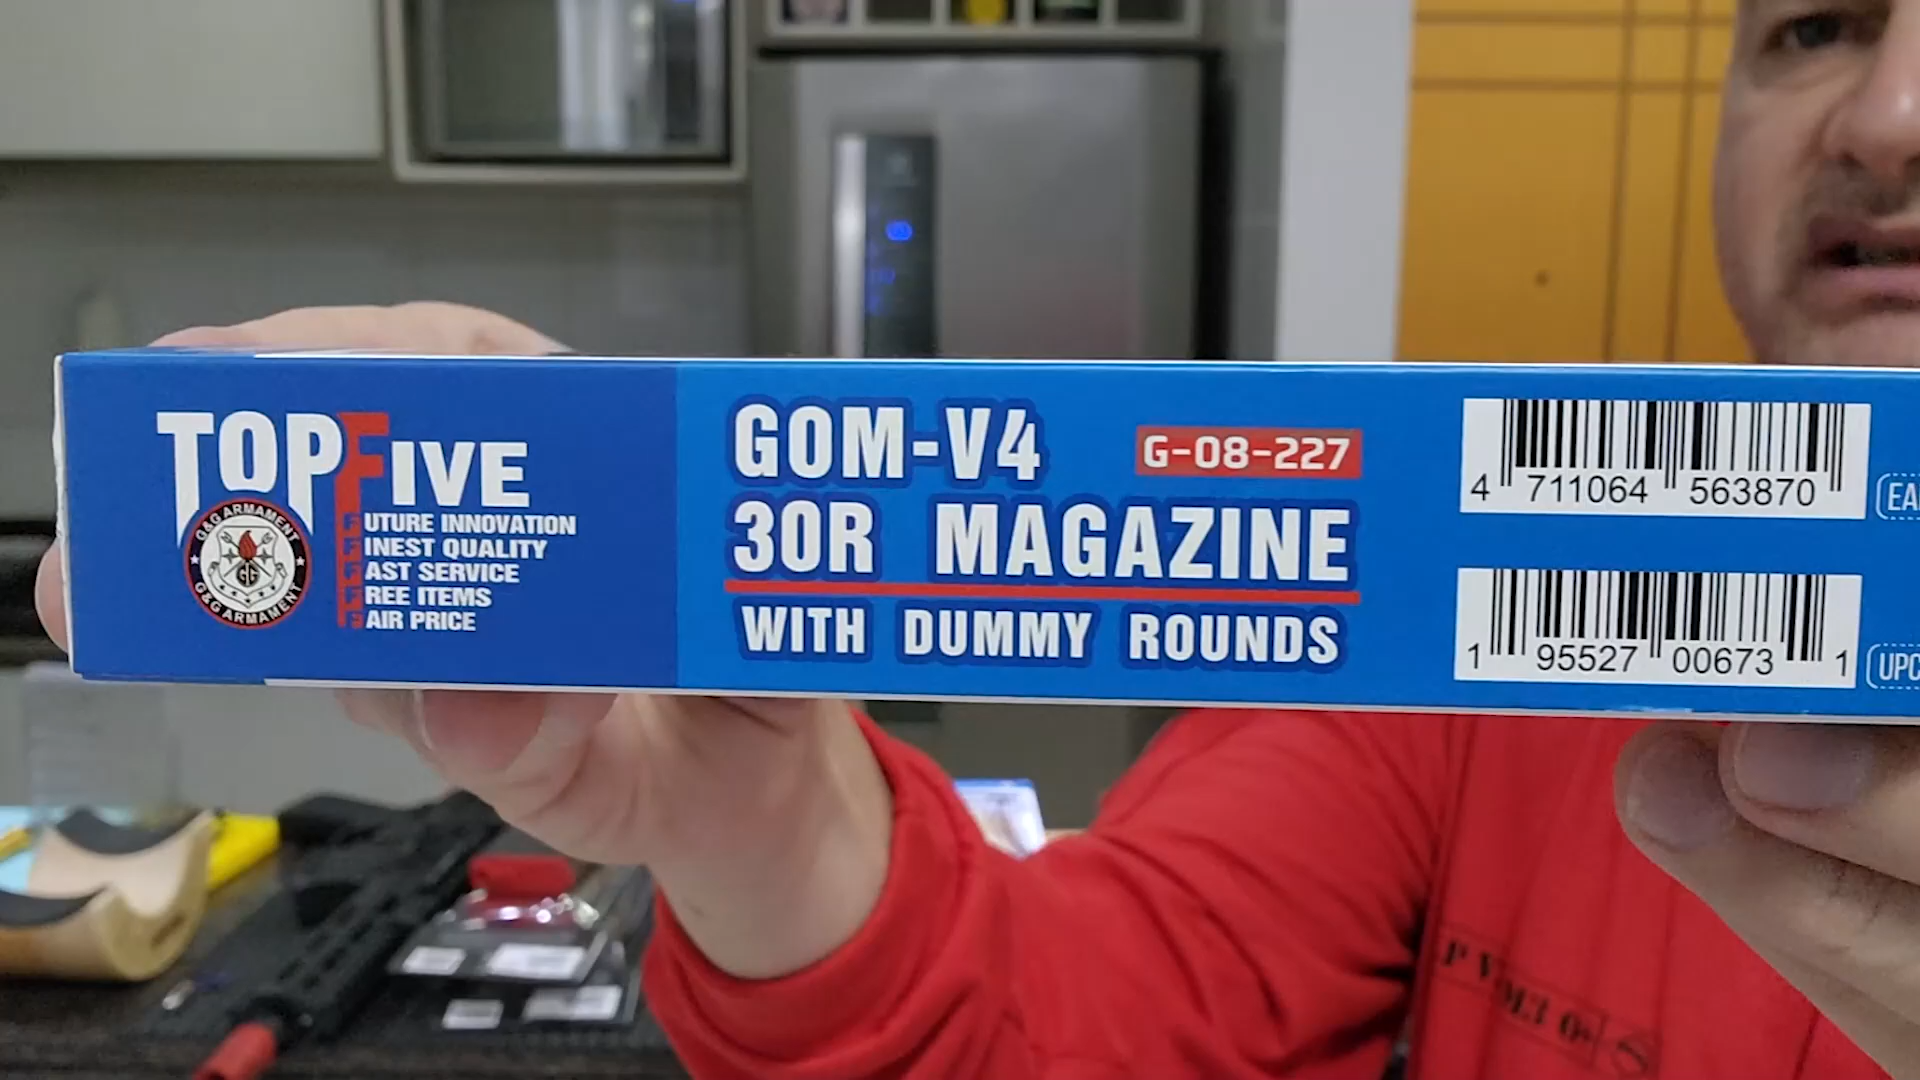 TOPFIVE
G&G ARMAMENT
G&G ARMAMENT
FUTURE INNOVATION
FINEST QUALITY
FAST SERVICE
FREE ITEMS
FAIR PRICE
GOM-V4
G-08-227
30R MAGAZINE
WITH DUMMY ROUNDS
4 711064 563870
1 95527 00673 1
UPC